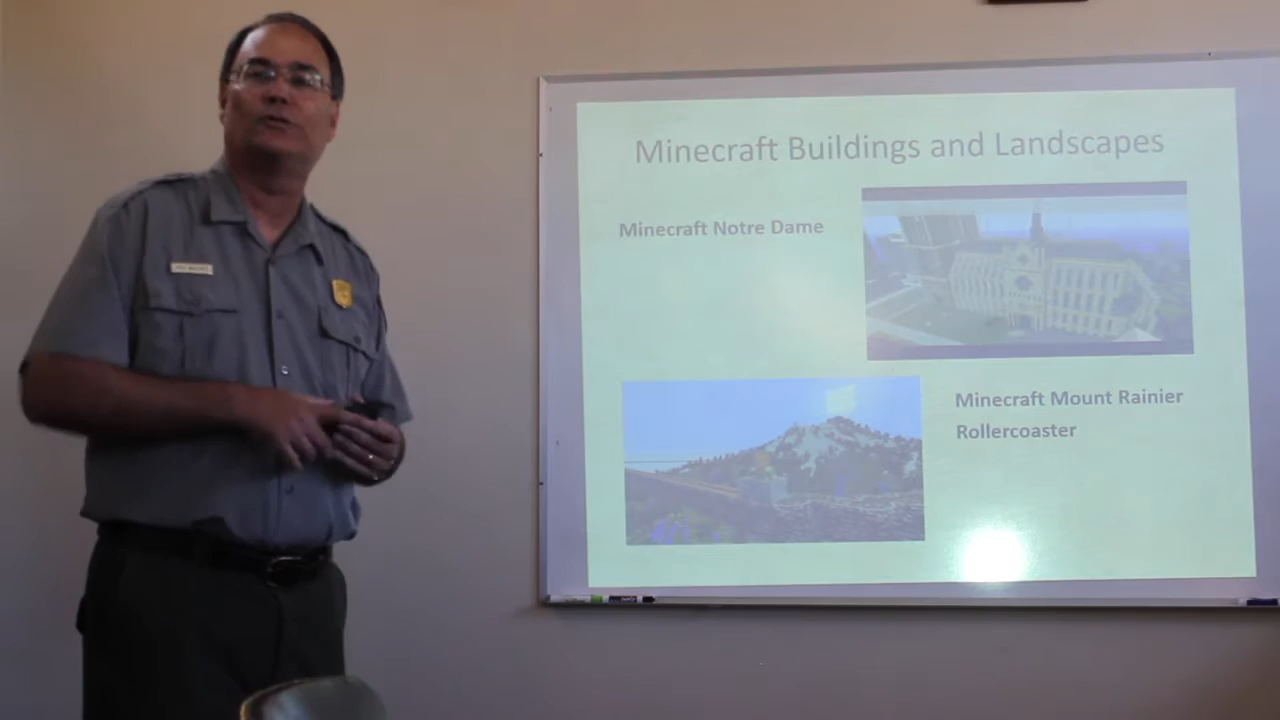 Minecraft Buildings and Landscapes
Minecraft Notre Dame
Minecraft Mount Rainier
Rollercoaster